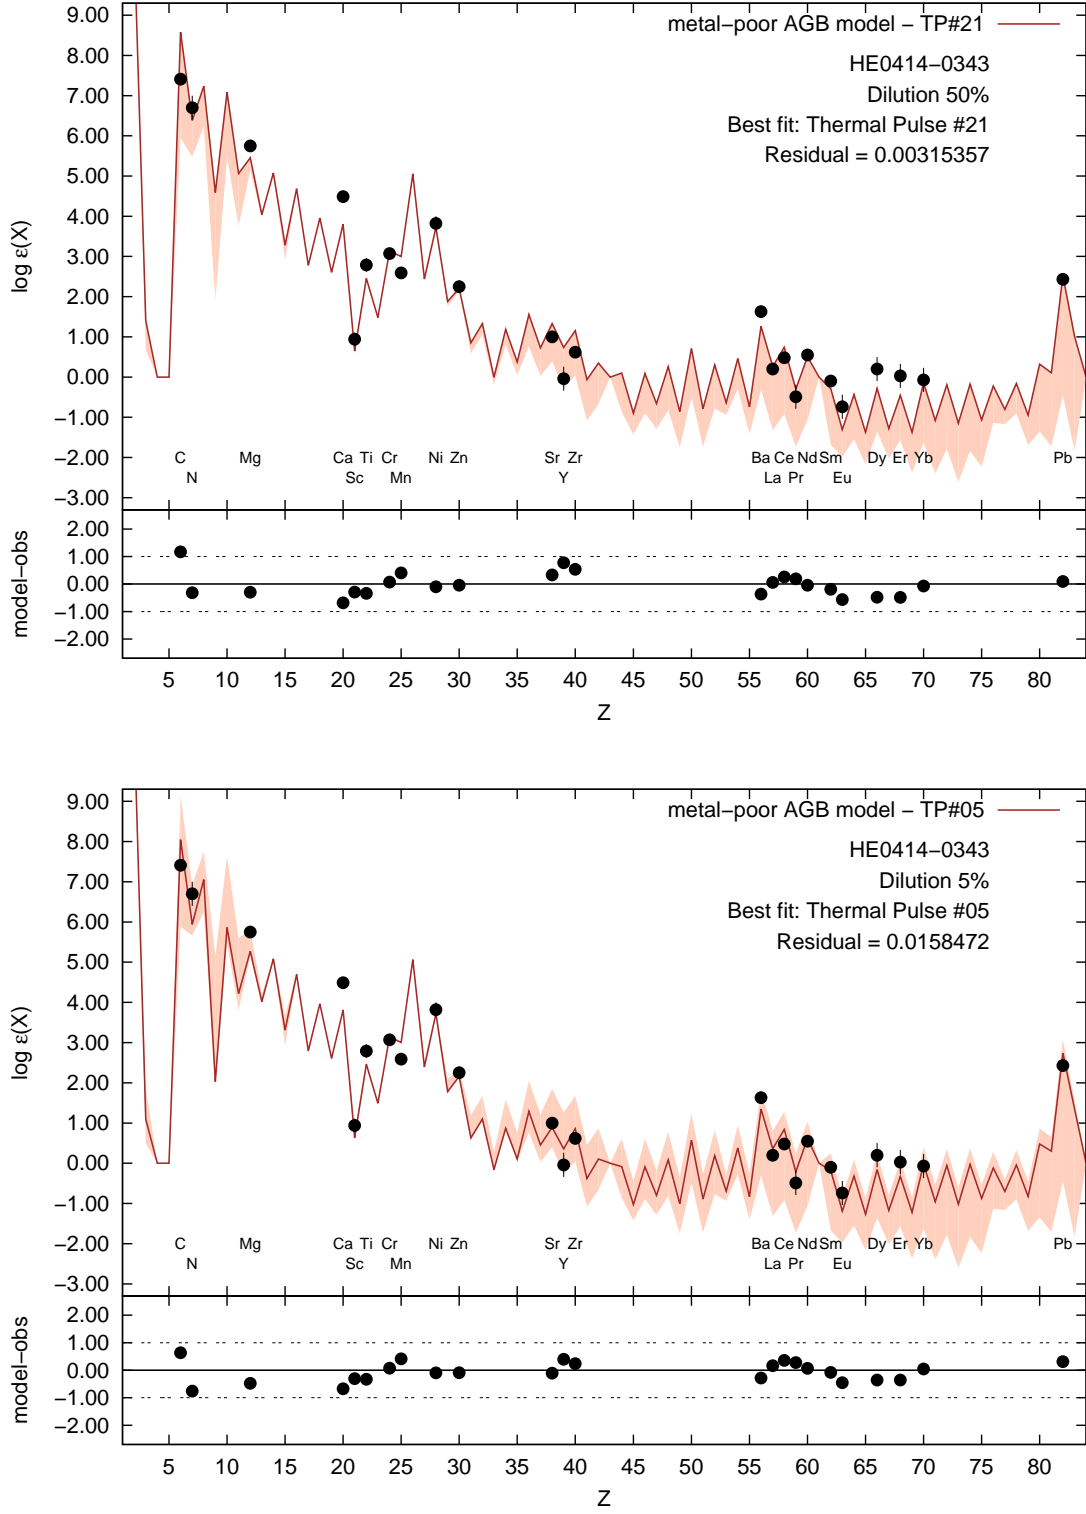 metal−poor AGB model − TP#21
HE0414−0343
Dilution 50%
Best fit: Thermal Pulse #21
Residual = 0.00315357
9.00
8.00
7.00
6.00
5.00
4.00
3.00
2.00
1.00
0.00
−1.00
−2.00
−3.00
log ε(X)
C Mg Ca Ti Cr Ni Zn Sr Zr Ba Ce Nd Sm Dy Er Yb Pb
N Sc Mn Y La Pr Eu
2.00
1.00
0.00
−1.00
−2.00
model−obs
5 10 15 20 25 30 35 40 45 50 55 60 65 70 75 80
Z
metal−poor AGB model − TP#05
HE0414−0343
Dilution 5%
Best fit: Thermal Pulse #05
Residual = 0.0158472
9.00
8.00
7.00
6.00
5.00
4.00
3.00
2.00
1.00
0.00
−1.00
−2.00
−3.00
log ε(X)
C Mg Ca Ti Cr Ni Zn Sr Zr Ba Ce Nd Sm Dy Er Yb Pb
N Sc Mn Y La Pr Eu
2.00
1.00
0.00
−1.00
−2.00
model−obs
5 10 15 20 25 30 35 40 45 50 55 60 65 70 75 80
Z